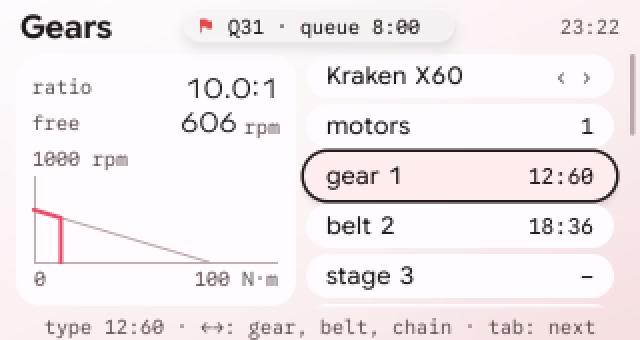 Gears
Q31 · queue 8:00
23:22
ratio 10.0:1
free 606 rpm
1000 rpm
0 100 N·m
Kraken X60 ‹ ›
motors 1
gear 1 12:60
belt 2 18:36
stage 3 –
type 12:60 · ↔: gear, belt, chain · tab: next